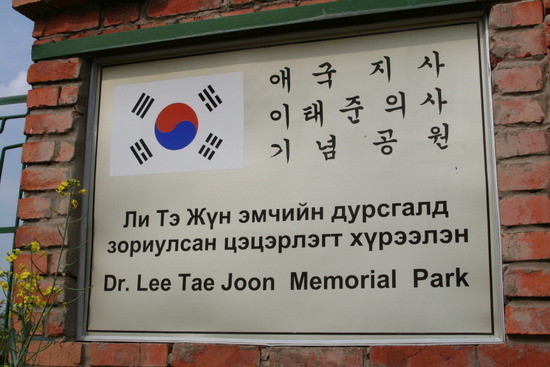 애국지사
이태준의사
기념공원
Ли Тэ Жүн эмчийн дурсгалд
зориулсан цэцэрлэгт хүрээлэн
Dr. Lee Tae Joon Memorial Park